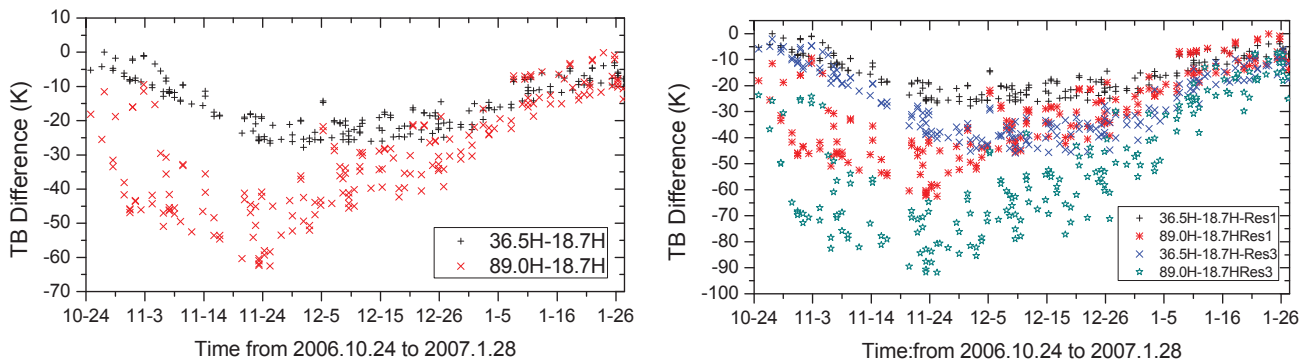 10
0
-10
-20
-30
-40
-50
-60
-70
TB Difference (K)
36.5H-18.7H
89.0H-18.7H
10-24 11-3 11-14 11-24 12-5 12-15 12-26 1-5 1-16 1-26
Time from 2006.10.24 to 2007.1.28
0
-10
-20
-30
-40
-50
-60
-70
-80
-90
-100
TB Difference (K)
36.5H-18.7H-Res1
89.0H-18.7HRes1
36.5H-18.7H-Res3
89.0H-18.7HRes3
10-24 11-3 11-14 11-24 12-5 12-15 12-26 1-5 1-16 1-26
Time:from 2006.10.24 to 2007.1.28